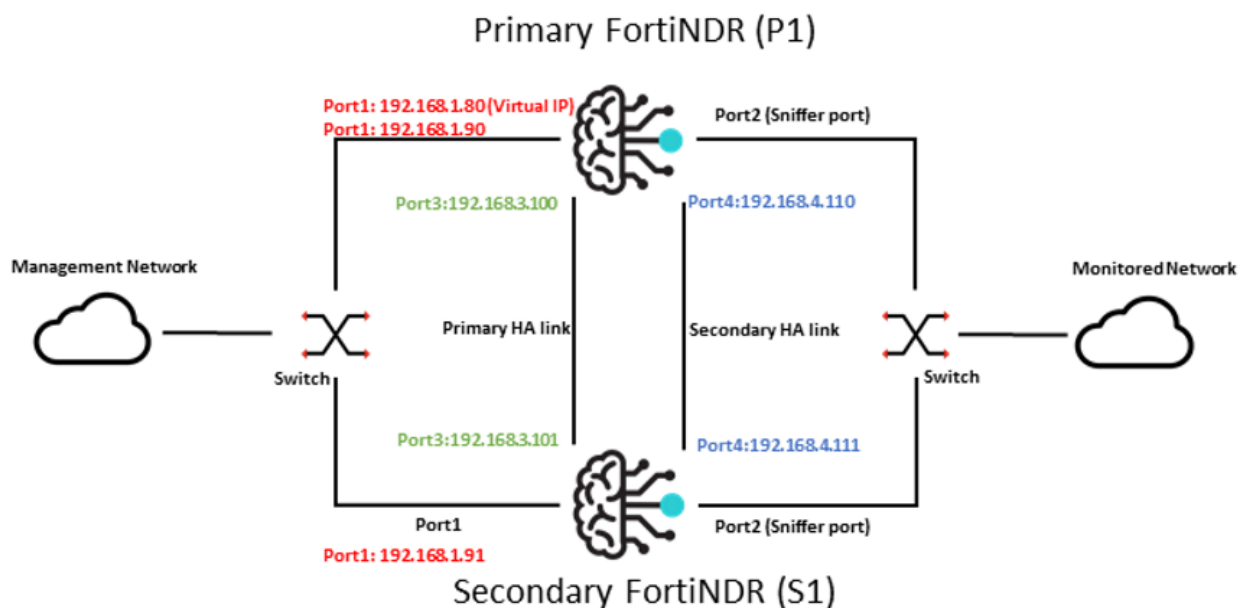 Primary FortiNDR (P1)
Port1: 192.168.1.80(Virtual IP)
Port1: 192.168.1.90
Port2 (Sniffer port)
Port3:192.168.3.100
Port4:192.168.4.110
Management Network
Monitored Network
Primary HA link
Secondary HA link
Switch
Switch
Port3:192.168.3.101
Port4:192.168.4.111
Port1
Port2 (Sniffer port)
Port1: 192.168.1.91
Secondary FortiNDR (S1)